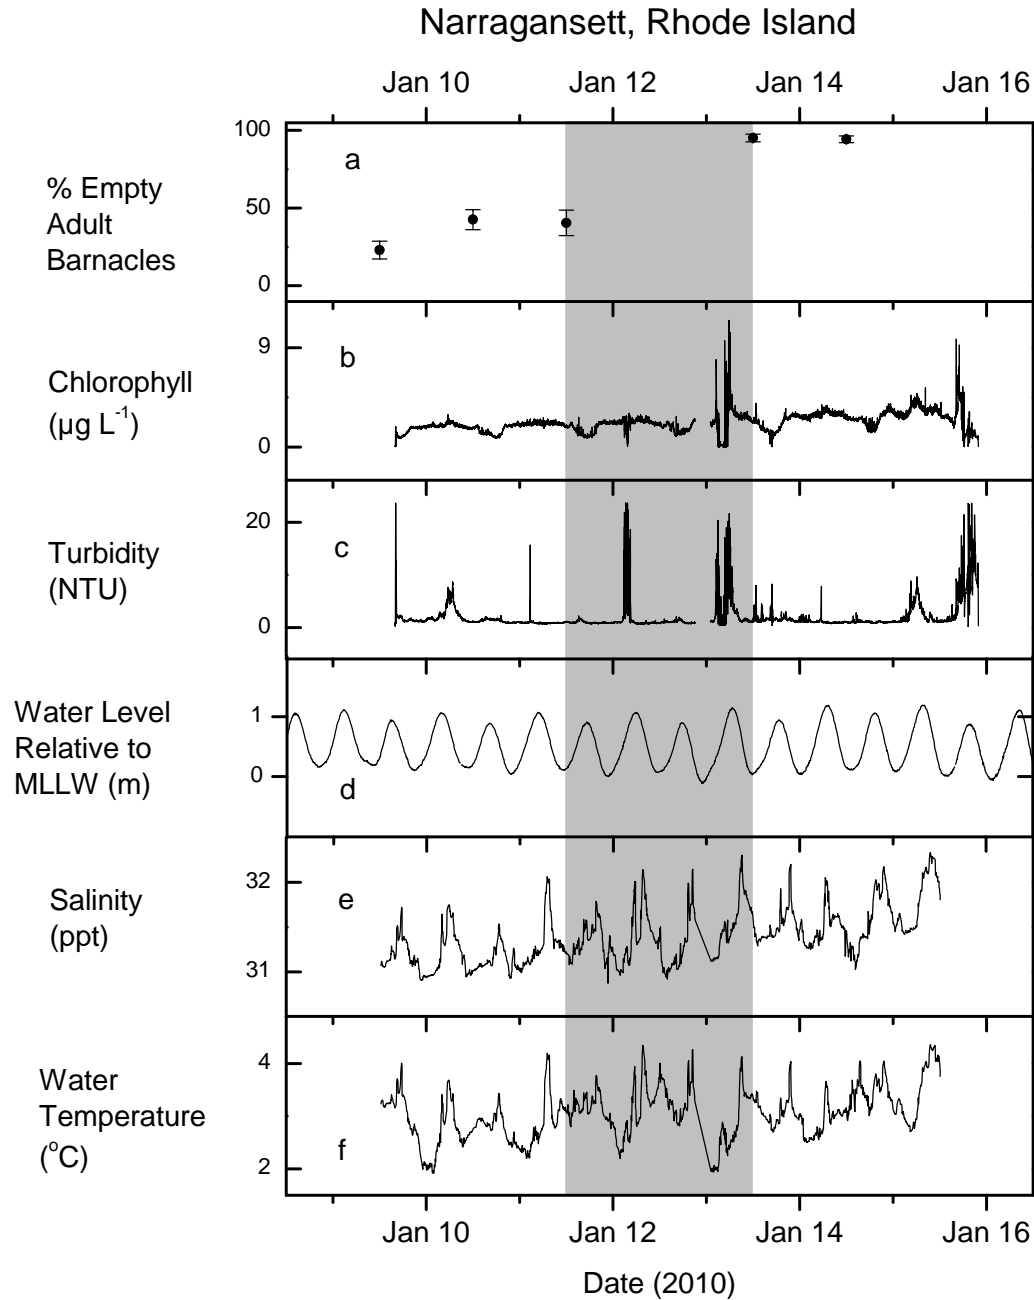 Narragansett, Rhode Island
Jan 10 Jan 12 Jan 14 Jan 16
% Empty
Adult
Barnacles
100
50
0
a
Chlorophyll
(µg L-1)
9
0
b
Turbidity
(NTU)
20
0
c
Water Level
Relative to
MLLW (m)
1
0
d
Salinity
(ppt)
32
31
e
Water
Temperature
(oC)
4
2
f
Jan 10 Jan 12 Jan 14 Jan 16
Date (2010)